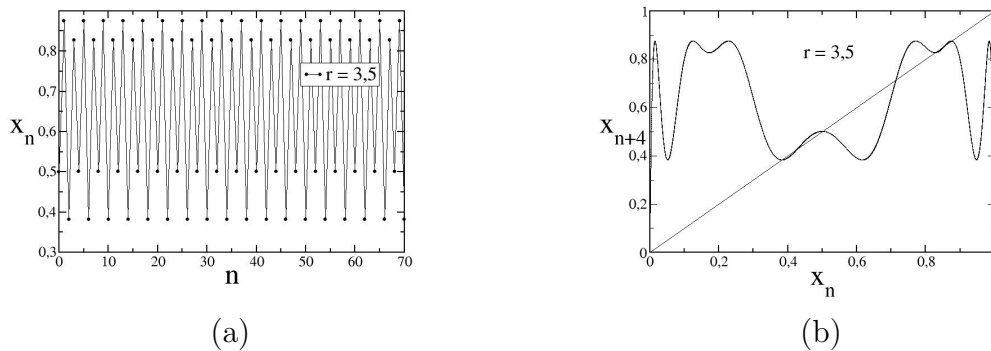 0,8
0,7
x_n
0,6
0,5
0,4
0,3
0 10 20 30 40 50 60 70
n
r = 3,5
(a)
1
0,8
0,6
x_{n+4}
0,4
0,2
0
0 0,2 0,4 0,6 0,8
x_n
r = 3,5
(b)